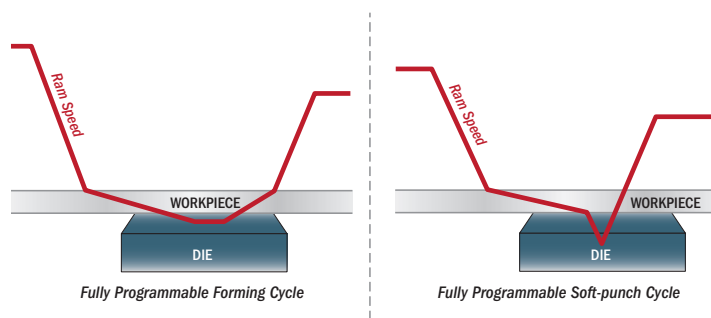 Ram Speed
WORKPIECE
DIE
Fully Programmable Forming Cycle
Ram Speed
WORKPIECE
DIE
Fully Programmable Soft-punch Cycle